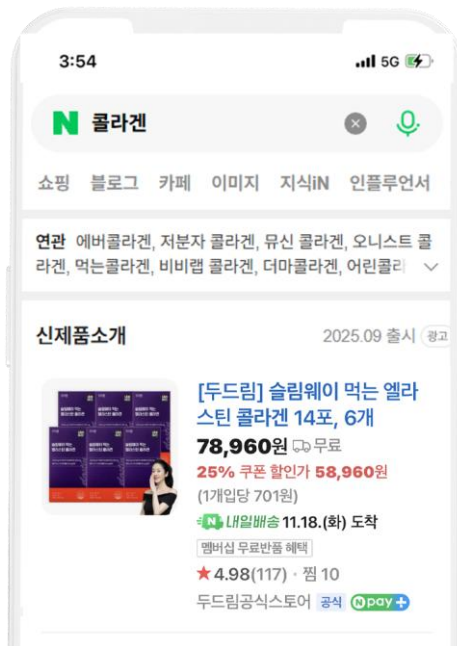 3:54 5G
N 콜라겐
쇼핑 블로그 카페 이미지 지식iN 인플루언서
연관 에버콜라겐, 저분자 콜라겐, 뮤신 콜라겐, 오니스트 콜
라겐, 먹는콜라겐, 비비랩 콜라겐, 더마콜라겐, 어린콜라
신제품소개 2025.09 출시 광고
[두드림] 슬림웨이 먹는 엘라
스틴 콜라겐 14포, 6개
78,960원 무료
25% 쿠폰 할인가 58,960원
(1개입당 701원)
N 내일배송 11.18.(화) 도착
멤버십 무료반품 혜택
★4.98(117) · 찜 10
두드림공식스토어 공식 N pay +